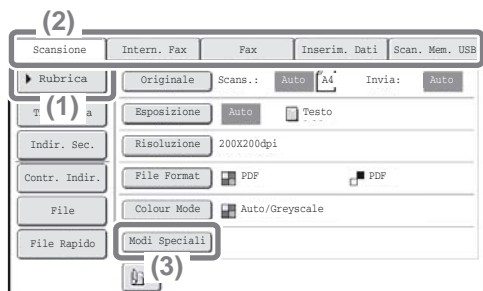 (2)
Scansione Intern. Fax Fax Inserim. Dati Scan. Mem. USB
Rubrica Originale Scans.: Auto A4 Invia: Auto
(1) Esposizione Auto Testo
Indir. Sec. Risoluzione 200X200dpi
Contr. Indir. File Format PDF PDF
File Colour Mode Auto/Greyscale
File Rapido Modi Speciali
(3)